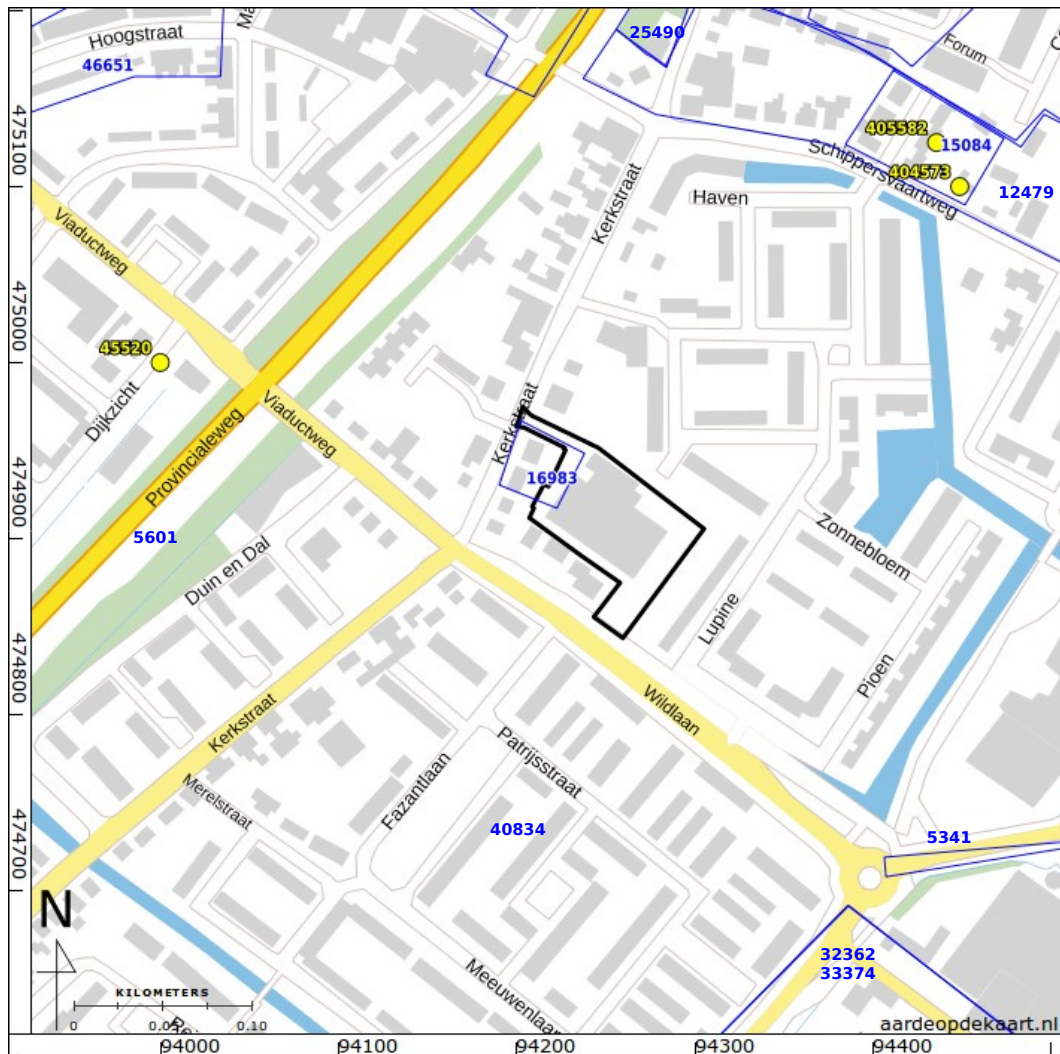 Hoogstraat
Ma
46651
25490
Forum
405582
15084
404573
Schippersvaartweg
12479
475100
Kerkstraat
Haven
Viaductweg
475000
45520
Dijkzicht
Viaductweg
Kerkstraat
Provincialeweg
16983
474900
5601
Zonnebloem
Duin en Dal
Lupine
Pioen
474800
Kerkstraat
Wildlaan
Patrijsstraat
Merelstraat
Fazantlaan
40834
5341
474700
N
32362
33374
KILOMETERS
0 0.05 0.10
Meeuwenlaan
Re
aardeopdekaart.nl
94000 94100 94200 94300 94400